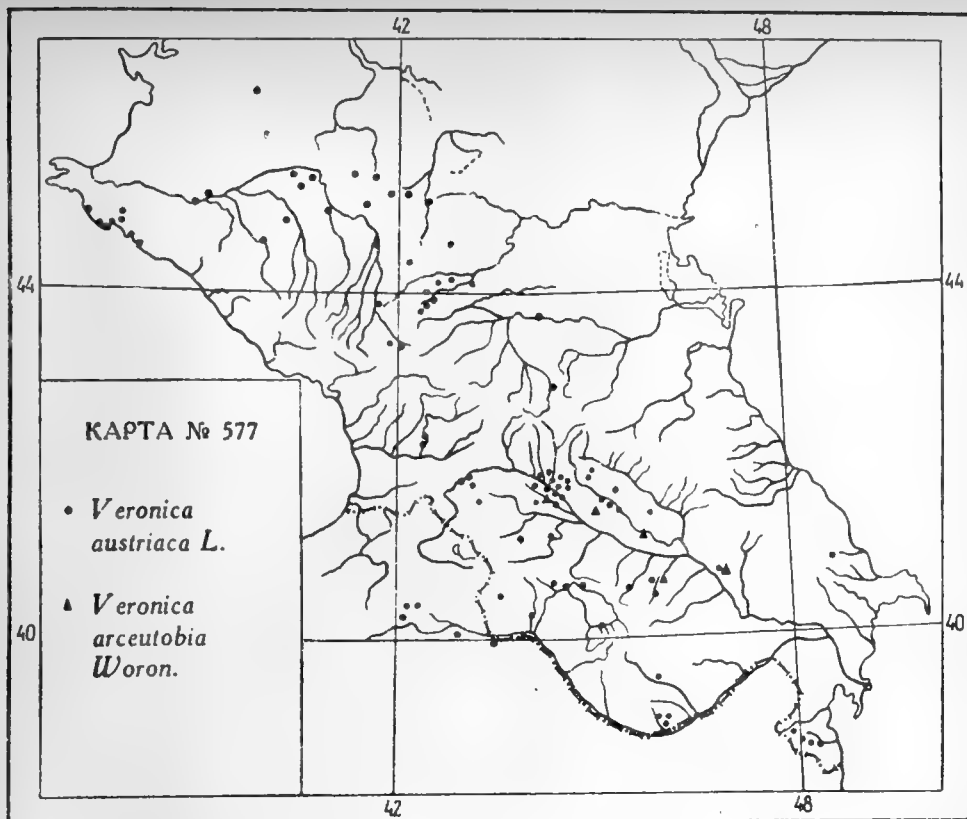 42 48
44 44
КАРТА № 577
Veronica
austriaca L.
Veronica
arceutobia
Woron.
40 40
42 48